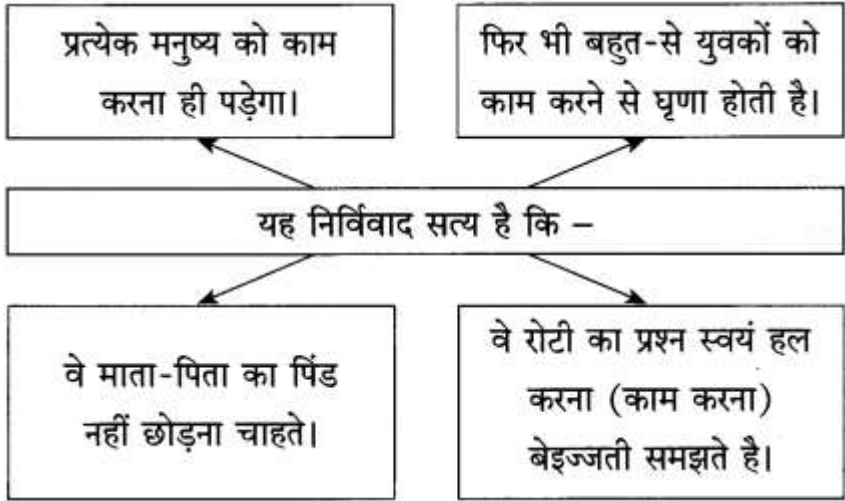 प्रत्येक मनुष्य को काम
करना ही पड़ेगा।
फिर भी बहुत-से युवकों को
काम करने से घृणा होती है।
यह निर्विवाद सत्य है कि –
वे माता-पिता का पिंड
नहीं छोड़ना चाहते।
वे रोटी का प्रश्न स्वयं हल
करना (काम करना)
बेइज्जती समझते है।